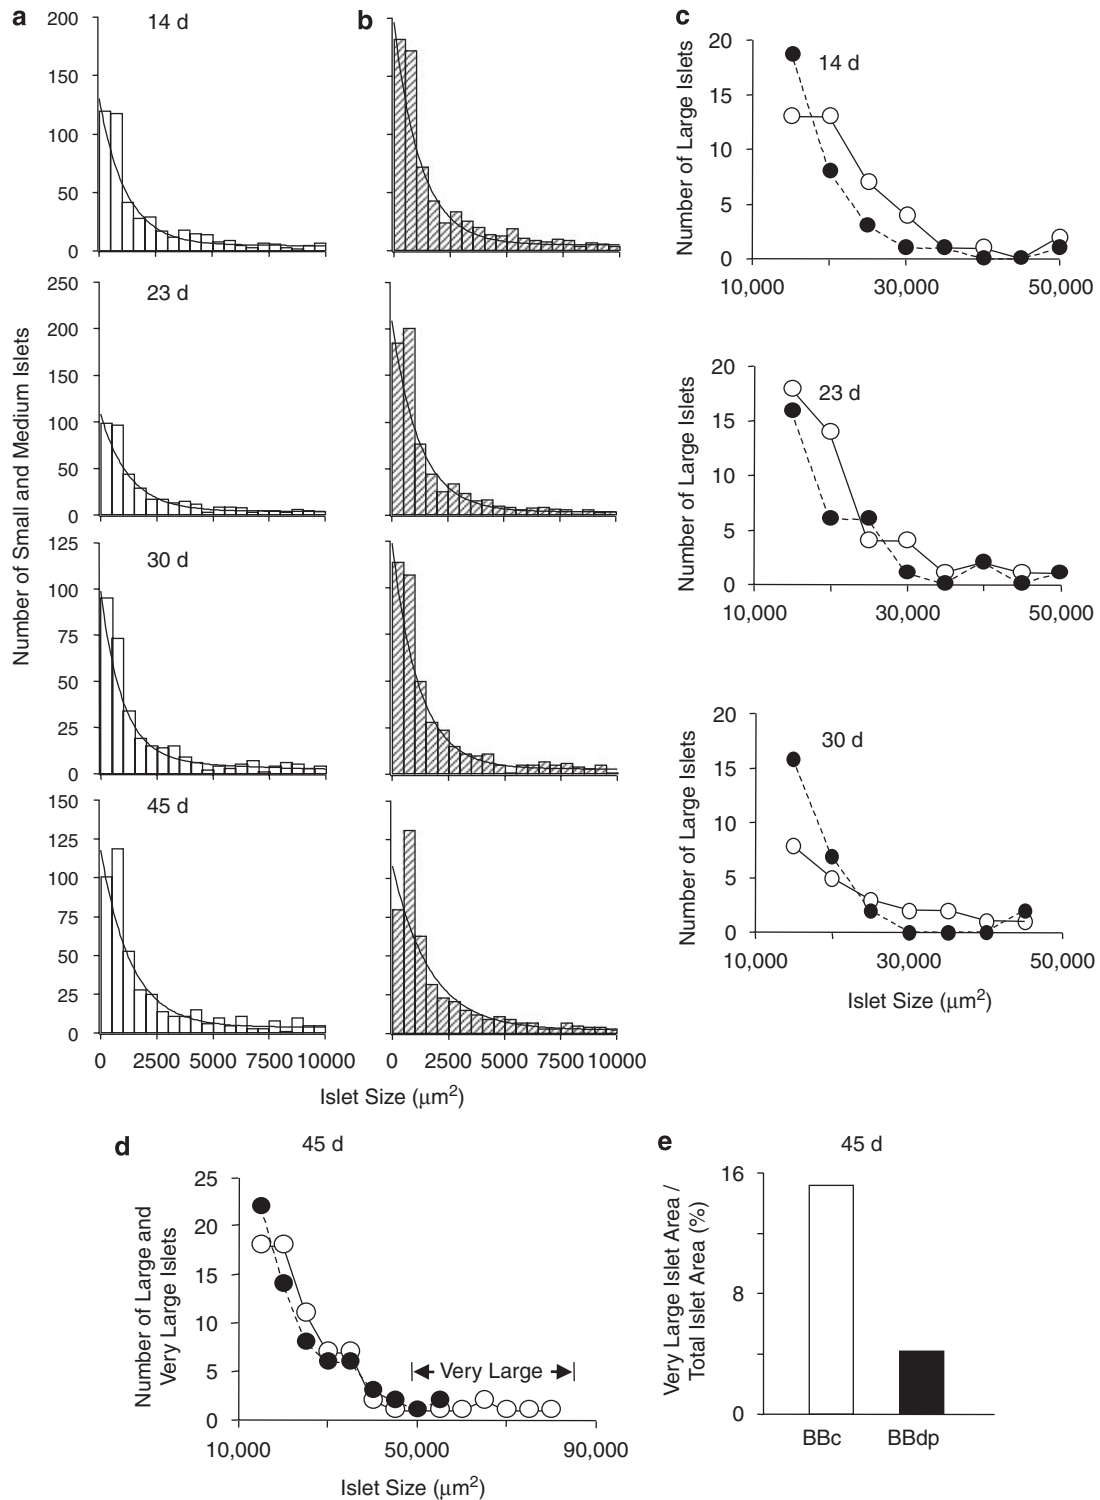 a
b
c
14 d
200
150
100
50
0
23 d
250
200
150
100
50
0
30 d
125
100
75
50
25
0
45 d
150
125
100
75
50
25
0
Number of Small and Medium Islets
0 2500 5000 7500 10000
0 2500 5000 7500 10000
Islet Size (μm²)
14 d
Number of Large Islets
20
15
10
5
0
10,000 30,000 50,000
23 d
Number of Large Islets
20
15
10
5
0
10,000 30,000 50,000
30 d
Number of Large Islets
20
15
10
5
0
10,000 30,000 50,000
Islet Size (μm²)
d
45 d
Number of Large and
Very Large Islets
25
20
15
10
5
0
Very Large
10,000 50,000 90,000
Islet Size (μm²)
e
45 d
Very Large Islet Area /
Total Islet Area (%)
16
8
0
BBc BBdp